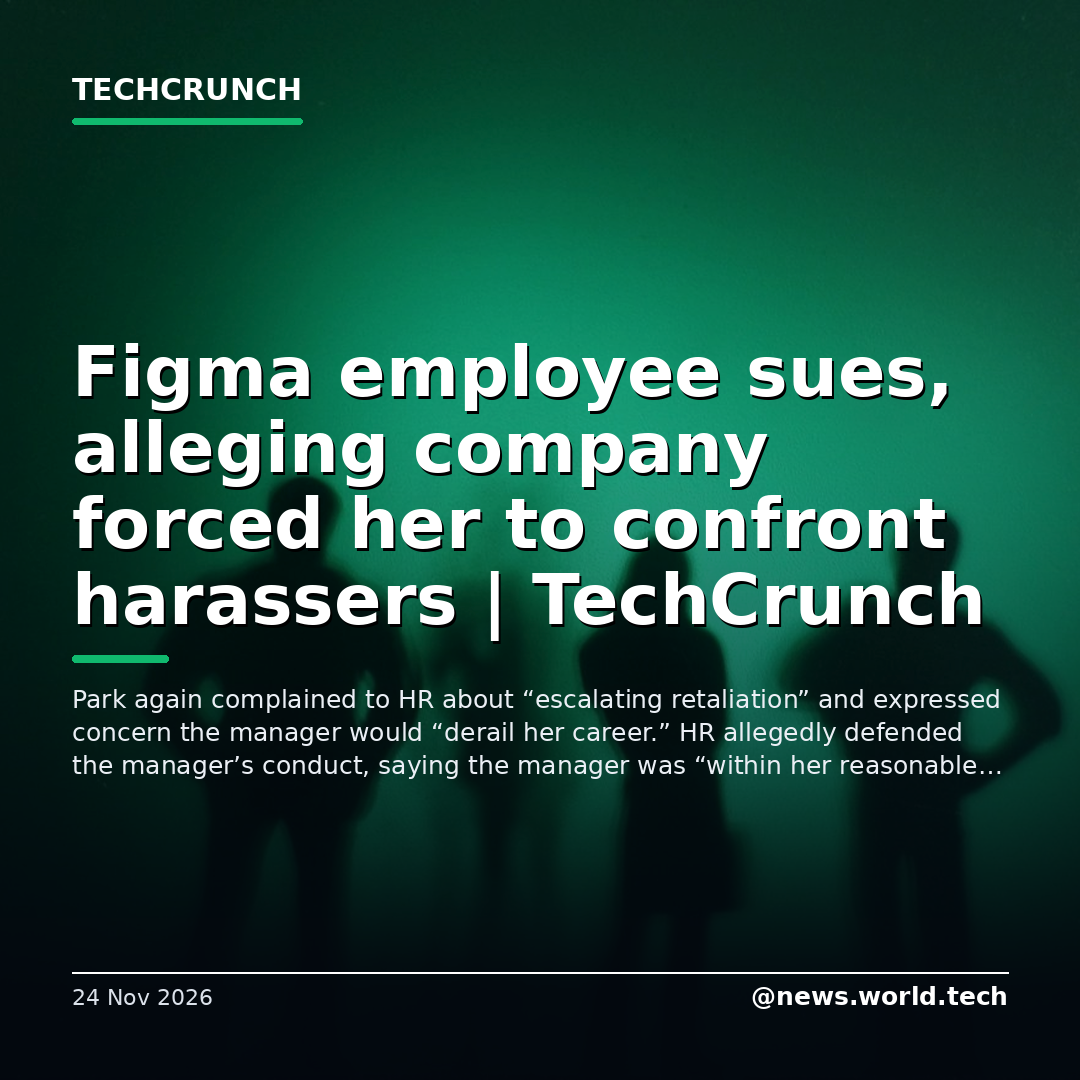 TECHCRUNCH
Figma employee sues,
alleging company
forced her to confront
harassers | TechCrunch
Park again complained to HR about “escalating retaliation” and expressed
concern the manager would “derail her career.” HR allegedly defended
the manager’s conduct, saying the manager was “within her reasonable…
24 Nov 2026
@news.world.tech